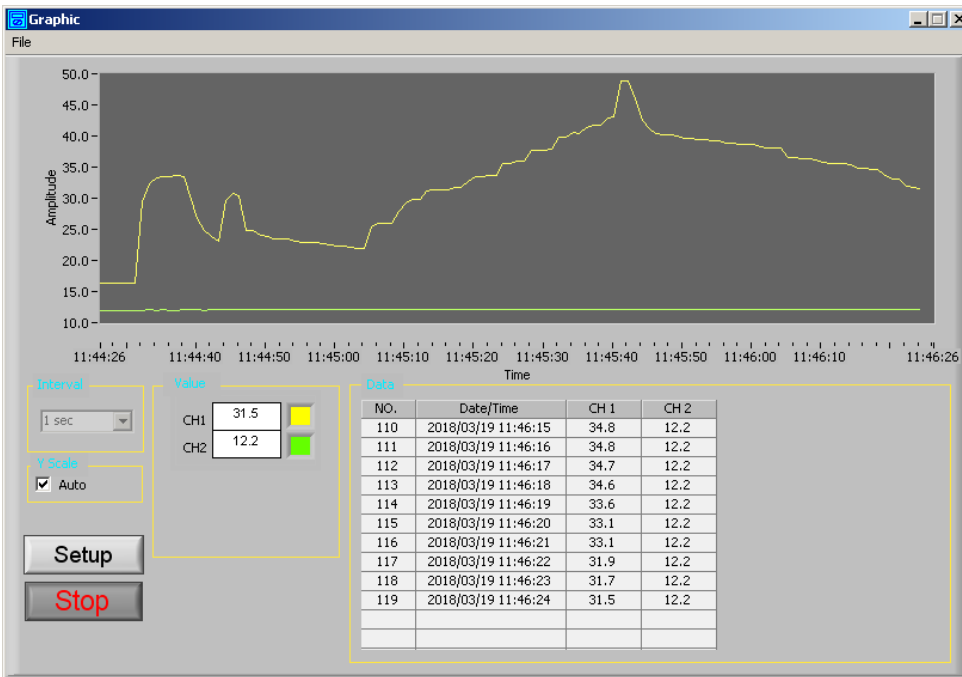 Graphic
File
50.0
45.0
40.0
35.0
30.0
25.0
20.0
15.0
10.0
Amplitude
11:44:26 11:44:40 11:44:50 11:45:00 11:45:10 11:45:20 11:45:30 11:45:40 11:45:50 11:46:00 11:46:10 11:46:26
Time
Interval
1 sec
Y Scale
Auto
Setup
Stop
Value
CH1 31.5
CH2 12.2
Data
NO. Date/Time CH 1 CH 2
110 2018/03/19 11:46:15 34.8 12.2
111 2018/03/19 11:46:16 34.8 12.2
112 2018/03/19 11:46:17 34.7 12.2
113 2018/03/19 11:46:18 34.6 12.2
114 2018/03/19 11:46:19 33.6 12.2
115 2018/03/19 11:46:20 33.1 12.2
116 2018/03/19 11:46:21 33.1 12.2
117 2018/03/19 11:46:22 31.9 12.2
118 2018/03/19 11:46:23 31.7 12.2
119 2018/03/19 11:46:24 31.5 12.2